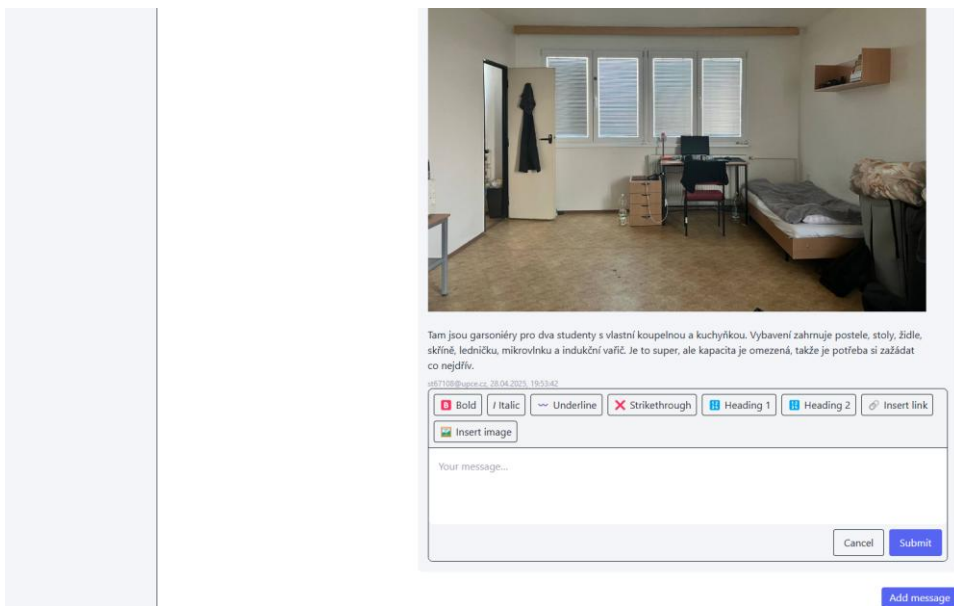 Tam jsou garsoniéry pro dva studenty s vlastní koupelnou a kuchyňkou. Vybavení zahrnuje postele, stoly, židle,
skříně, ledničku, mikrovlnku a indukční vařič. Je to super, ale kapacita je omezená, takže je potřeba si zažádat
co nejdřív.
st67108@upce.cz, 28.04.2025, 19:53:42
B Bold I Italic Underline Strikethrough Heading 1 Heading 2 Insert link
Insert image
Your message...
Cancel Submit
Add message